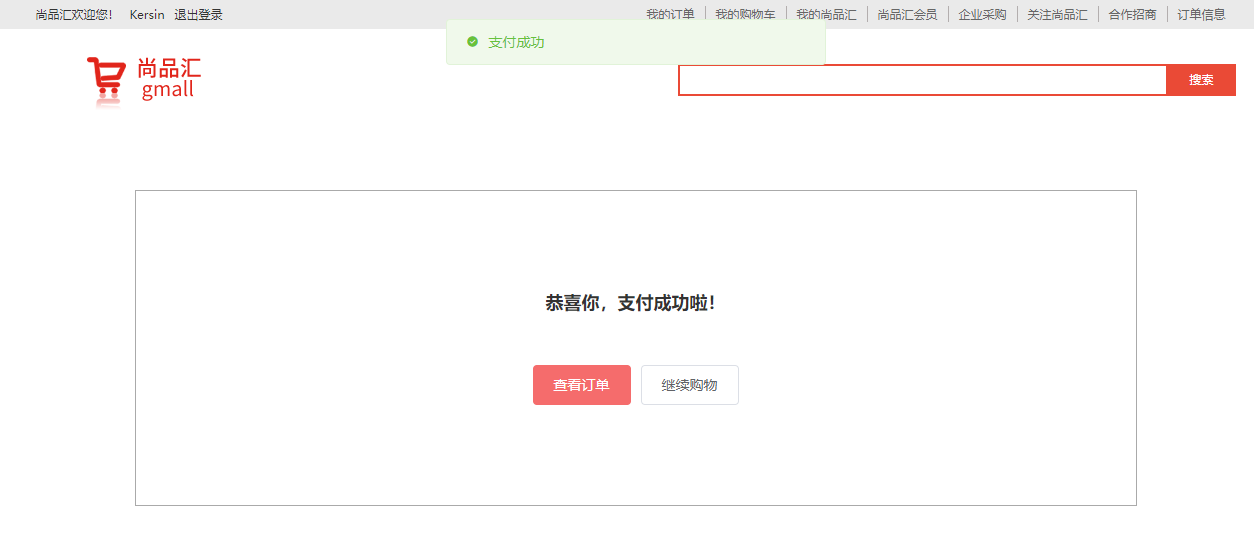 尚品汇欢迎您! Kersin 退出登录 我的订单 我的购物车 我的尚品汇 尚品汇会员 企业采购 关注尚品汇 合作招商 订单信息
支付成功
尚品汇
gmall
搜索
恭喜你，支付成功啦！
查看订单 继续购物